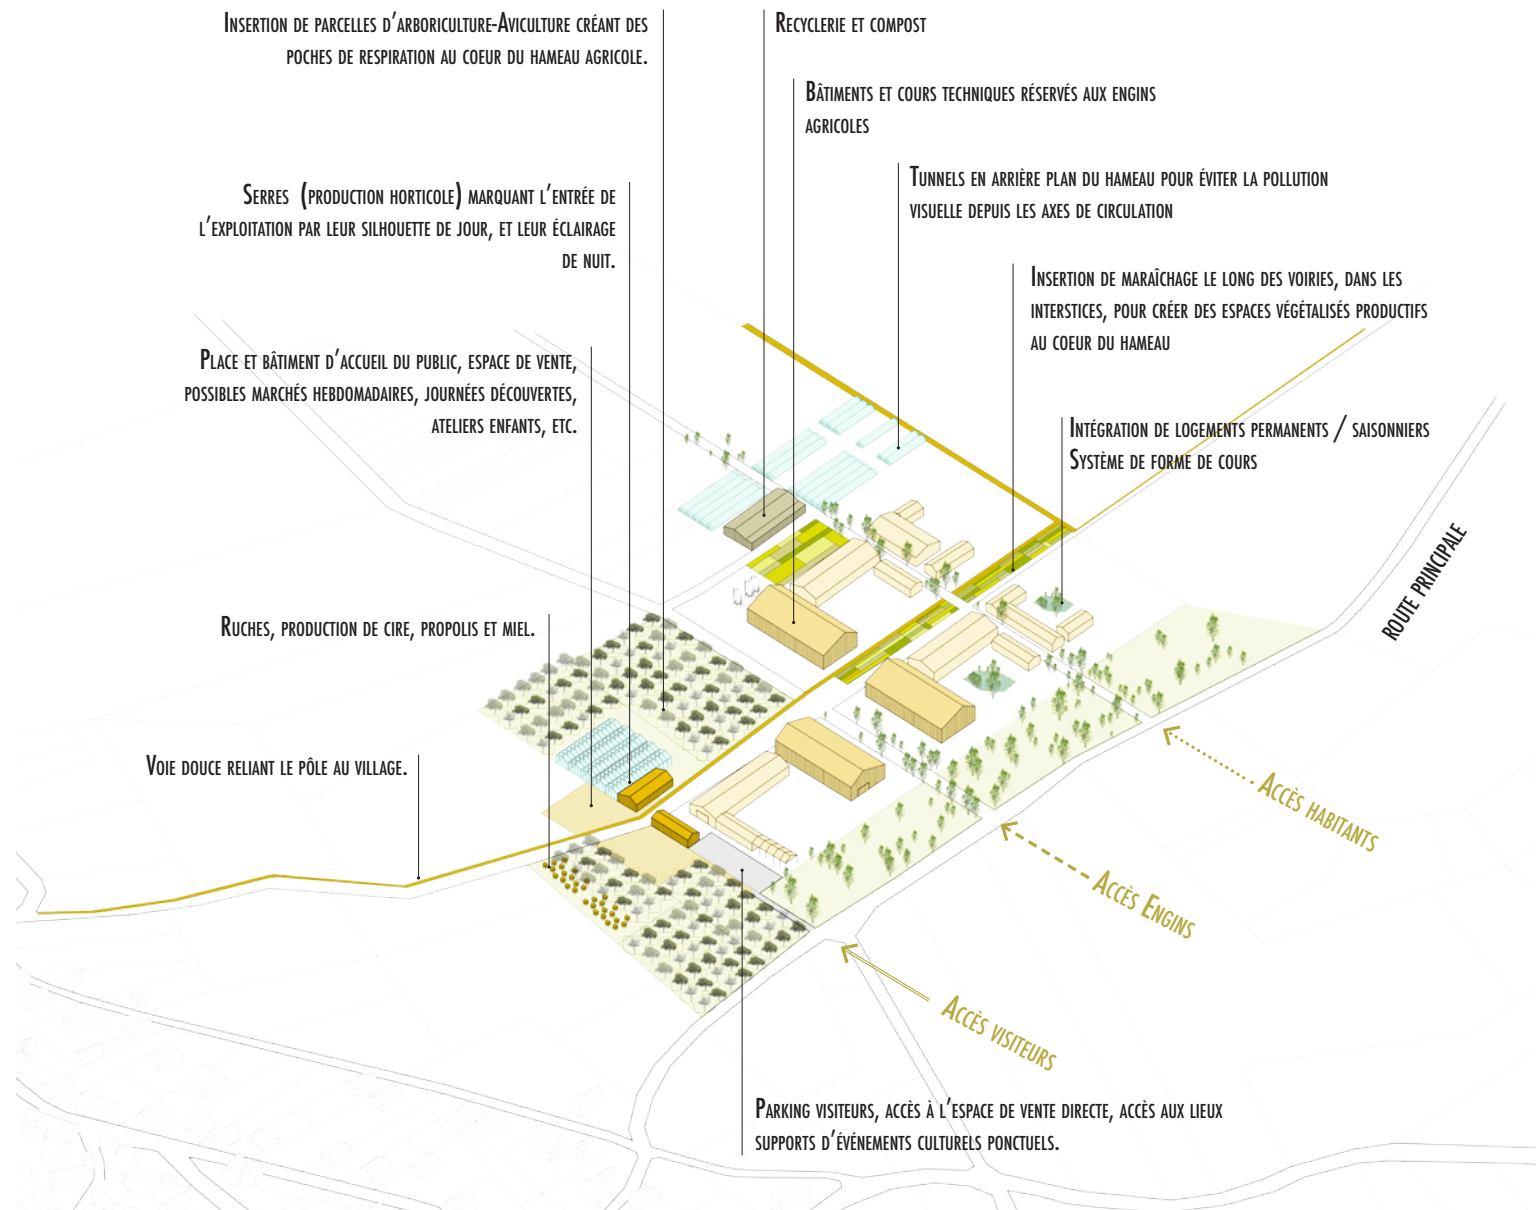 Insertion de parcelles d'arboriculture-Aviculture créant des
poches de respiration au coeur du hameau agricole.
Recyclerie et compost
Bâtiments et cours techniques réservés aux engins
agricoles
Tunnels en arrière plan du hameau pour éviter la pollution
visuelle depuis les axes de circulation
Serres (production horticole) marquant l'entrée de
l'exploitation par leur silhouette de jour, et leur éclairage
de nuit.
Insertion de maraîchage le long des voiries, dans les
interstices, pour créer des espaces végétalisés productifs
au coeur du hameau
Place et bâtiment d'accueil du public, espace de vente,
possibles marchés hebdomadaires, journées découvertes,
ateliers enfants, etc.
Intégration de logements permanents / saisonniers
Système de forme de cours
route principale
Ruches, production de cire, propolis et miel.
Voie douce reliant le pôle au village.
Accès habitants
Accès Engins
Accès visiteurs
Parking visiteurs, accès à l'espace de vente directe, accès aux lieux
supports d'événements culturels ponctuels.